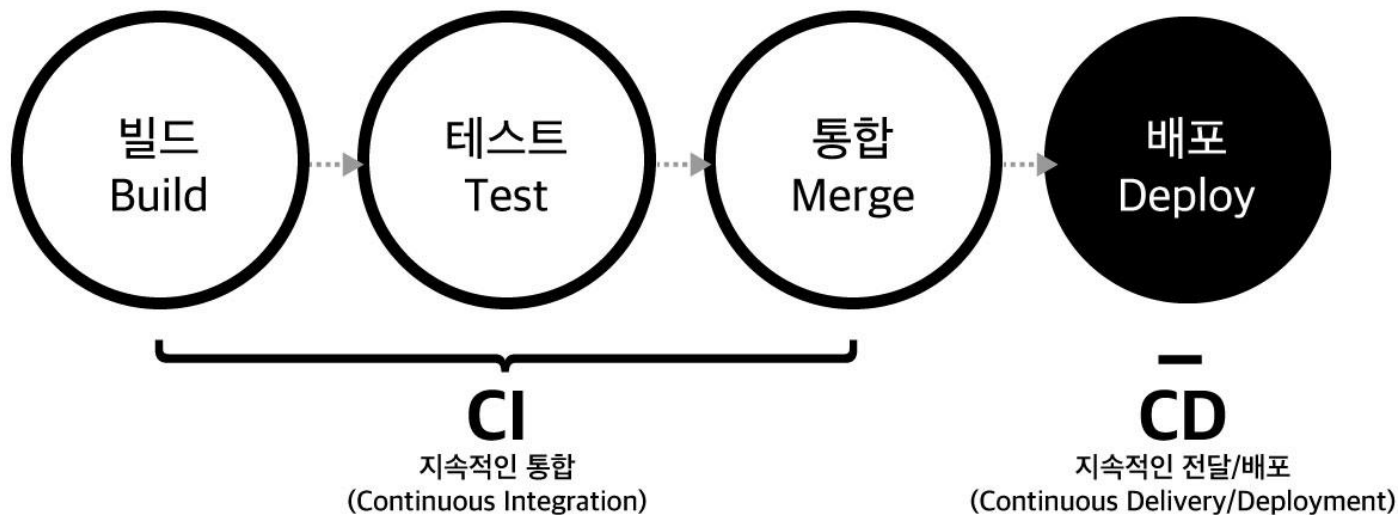 빌드
Build
테스트
Test
통합
Merge
배포
Deploy
CI
지속적인 통합
(Continuous Integration)
CD
지속적인 전달/배포
(Continuous Delivery/Deployment)